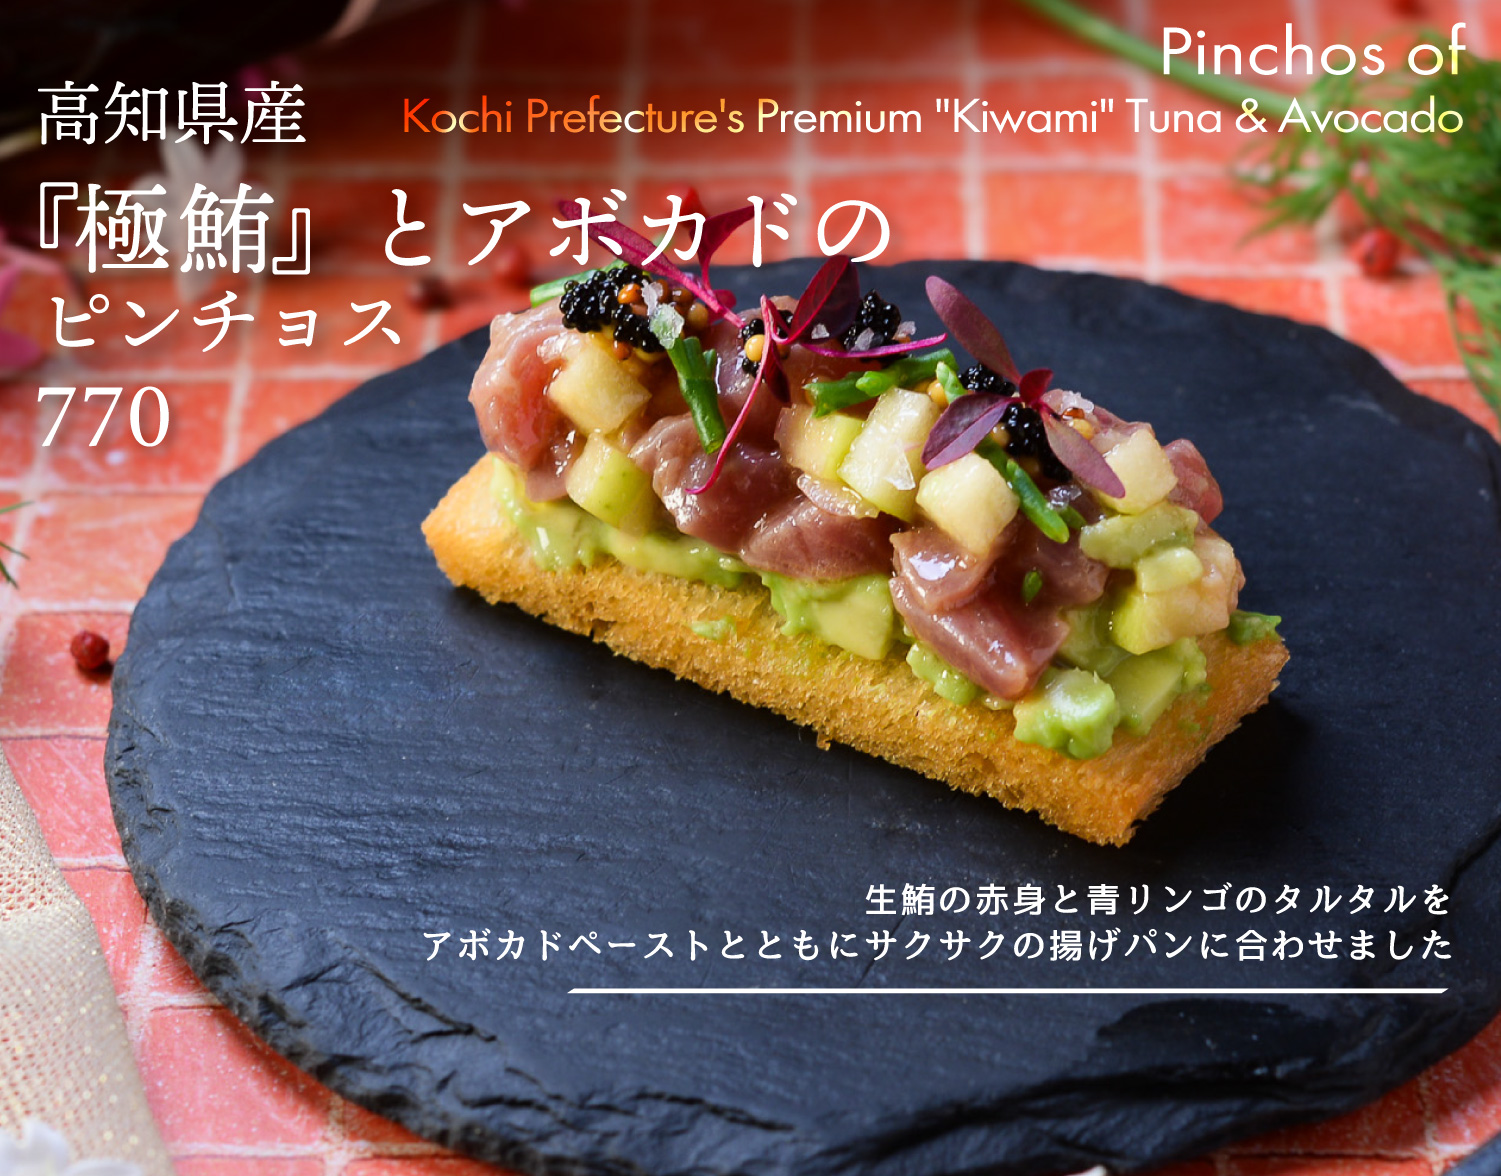 Pinchos of
Kochi Prefecture's Premium "Kiwami" Tuna & Avocado
高知県産
『極鮪』とアボカドの
ピンチョス
770
生鮪の赤身と青リンゴのタルタルを
アボカドペーストとともにサクサクの揚げパンに合わせました